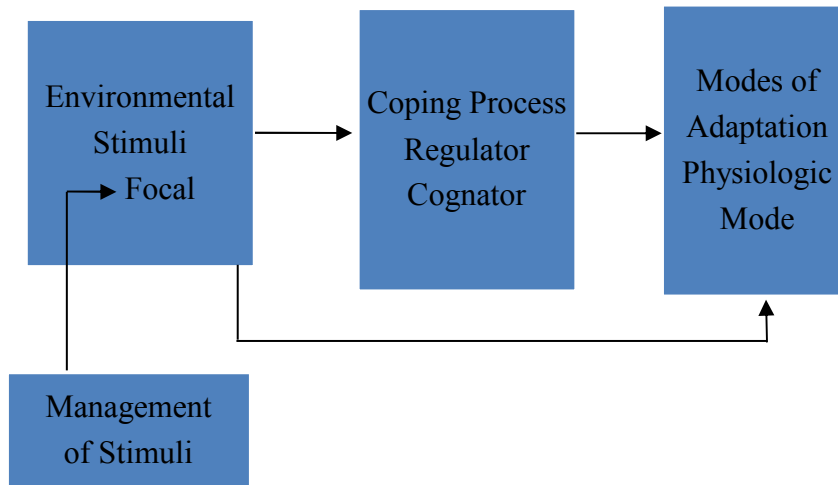 Environmental
Stimuli
Focal
Coping Process
Regulator
Cognator
Modes of
Adaptation
Physiologic
Mode
Management
of Stimuli